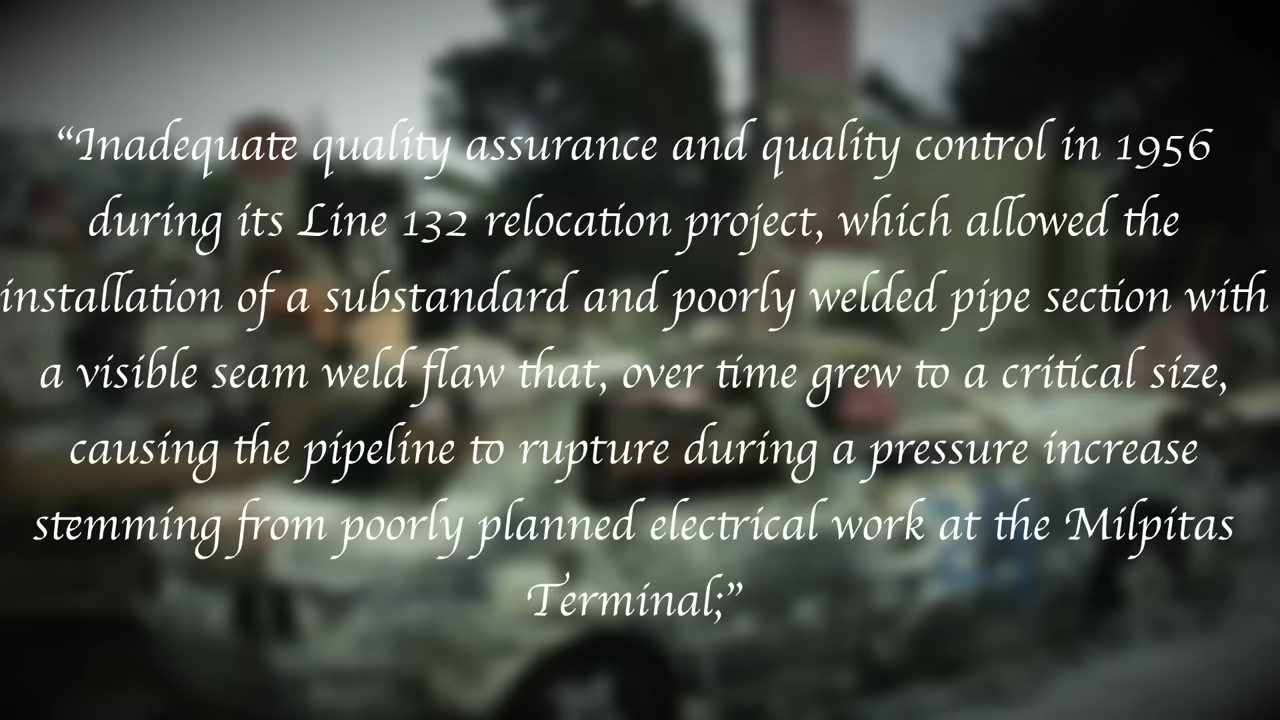 “Inadequate quality assurance and quality control in 1956
during its Line 132 relocation project, which allowed the
installation of a substandard and poorly welded pipe section with
a visible seam weld flaw that, over time grew to a critical size,
causing the pipeline to rupture during a pressure increase
stemming from poorly planned electrical work at the Milpitas
Terminal;”